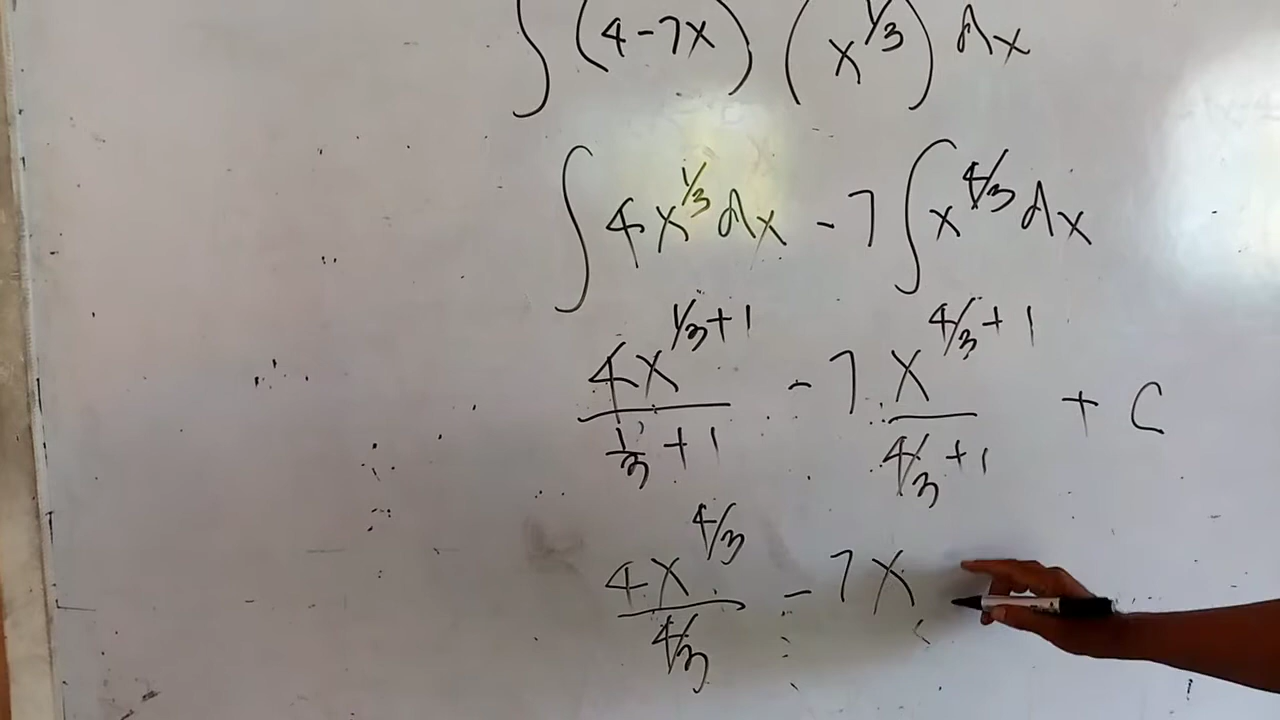 ∫ (4-7x) (x^1/3) dx
∫ 4x^1/3 dx - 7 ∫ x^4/3 dx
4x^1/3+1 / 1/3+1 - 7 x^4/3+1 / 4/3+1 + C
4x^4/3 / 4/3 - 7x